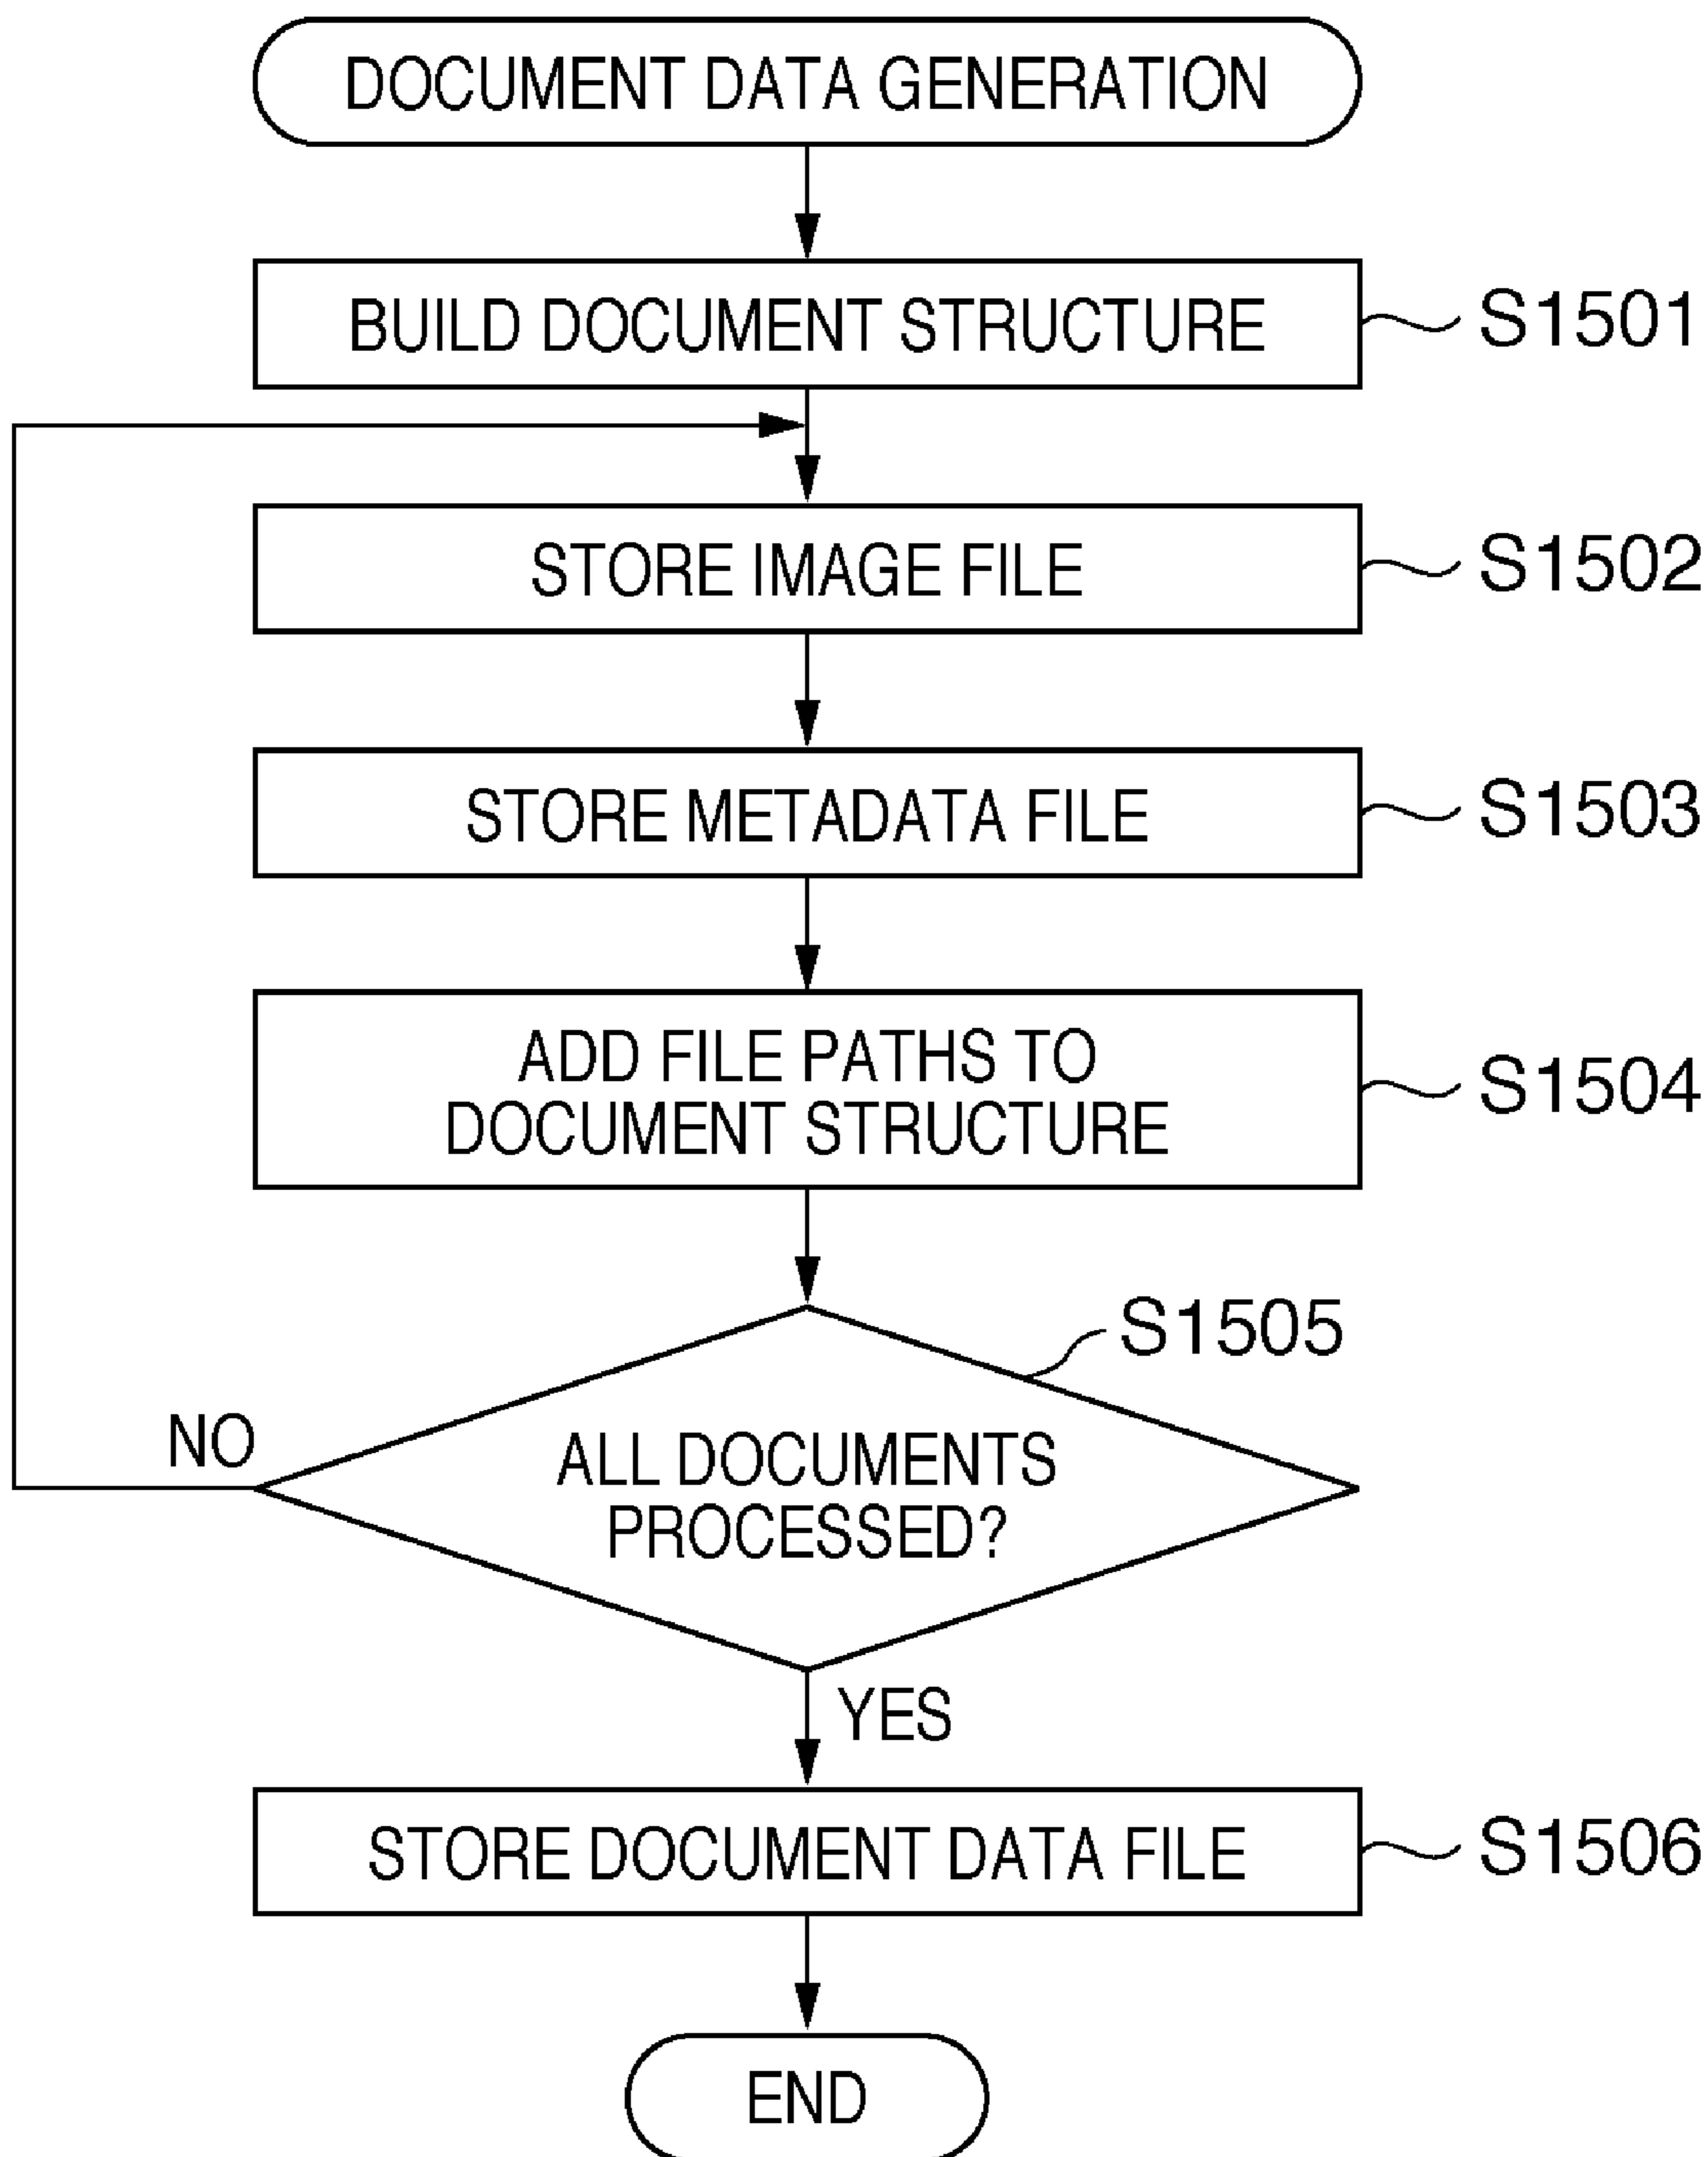 DOCUMENT DATA GENERATION
BUILD DOCUMENT STRUCTURE
S1501
STORE IMAGE FILE
S1502
STORE METADATA FILE
S1503
ADD FILE PATHS TO
DOCUMENT STRUCTURE
S1504
S1505
NO
ALL DOCUMENTS
PROCESSED?
YES
STORE DOCUMENT DATA FILE
S1506
END